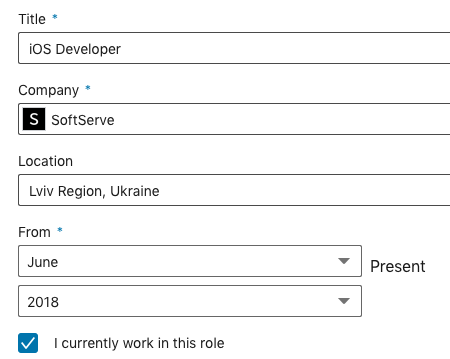 Title *
iOS Developer
Company *
S SoftServe
Location
Lviv Region, Ukraine
From *
June
Present
2018
I currently work in this role